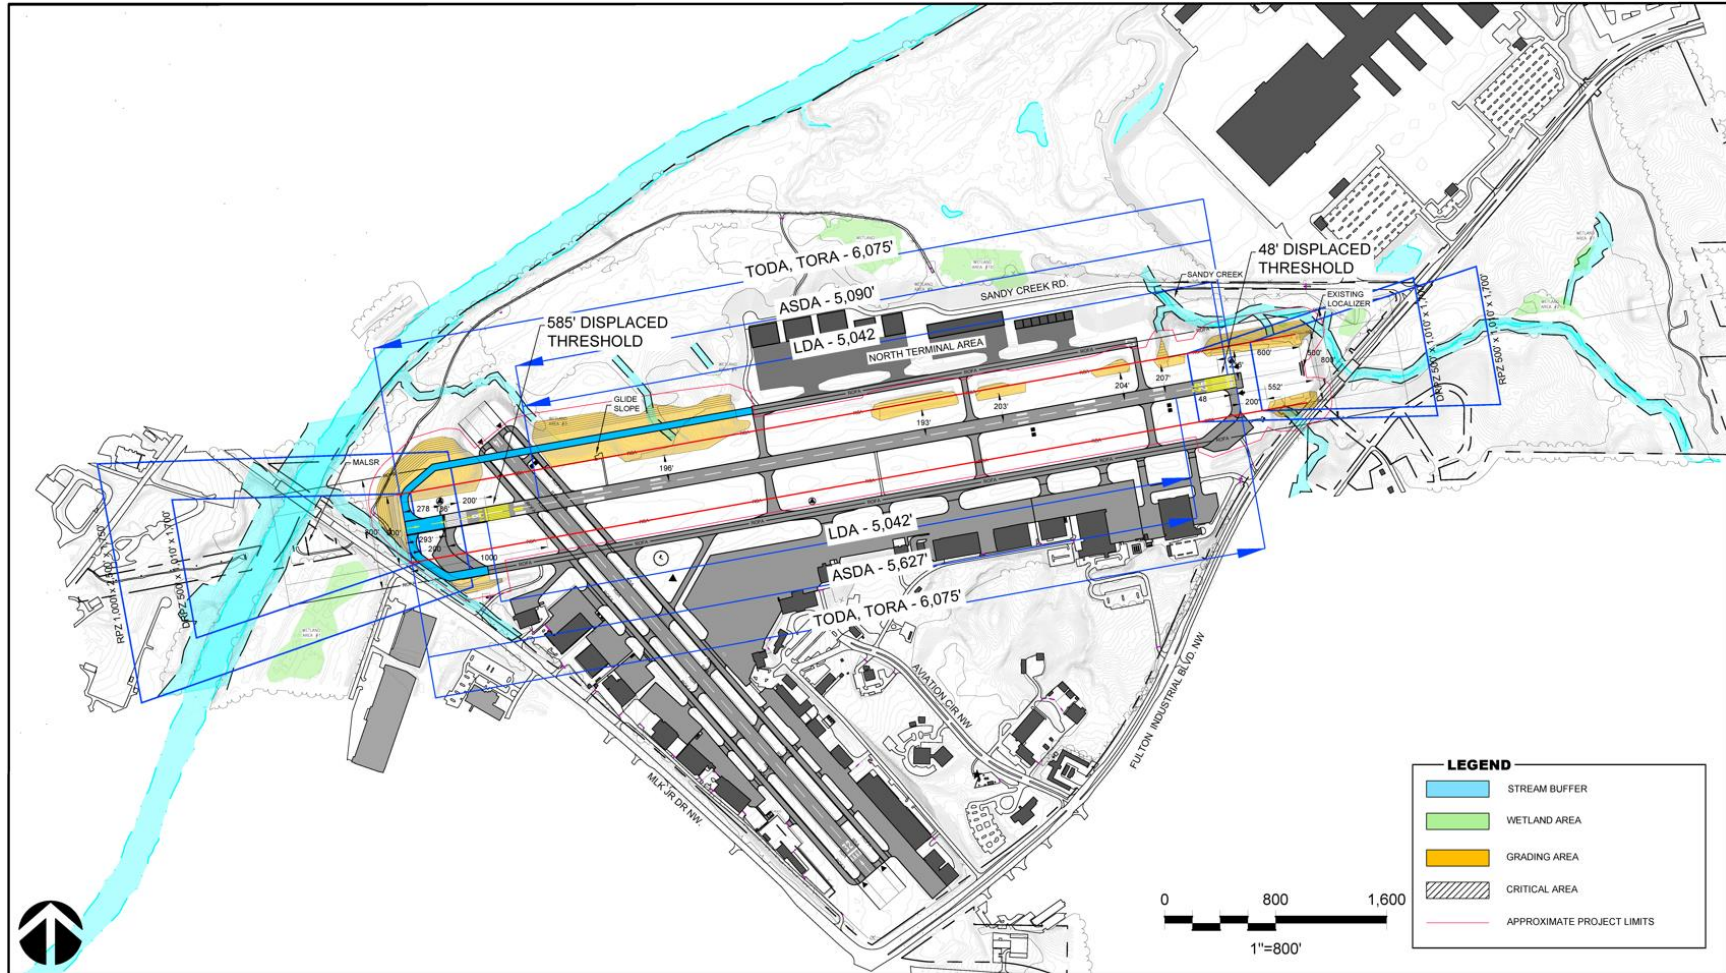 TODA, TORA - 6,075'
ASDA - 5,090'
LDA - 5,042
48' DISPLACED
THRESHOLD
585' DISPLACED
THRESHOLD
SANDY CREEK
SANDY CREEK RD.
EXISTING
LOCALIZER
NORTH TERMINAL AREA
GLIDE
SLOPE
MALSR
600'
500'
800'
204'
207'
203'
193'
196'
552'
200'
48
200'
278
293'
200
1000
ROFA
RPZ 500' x 1,010' x 1,700'
LDA - 5,042'
ASDA - 5,627'
TODA, TORA - 6,075'
AVIATION CIR NW
FULTON INDUSTRIAL BLVD. NW
MLK JR DR NW.
LEGEND
STREAM BUFFER
WETLAND AREA
GRADING AREA
CRITICAL AREA
APPROXIMATE PROJECT LIMITS
0 800 1,600
1"=800'